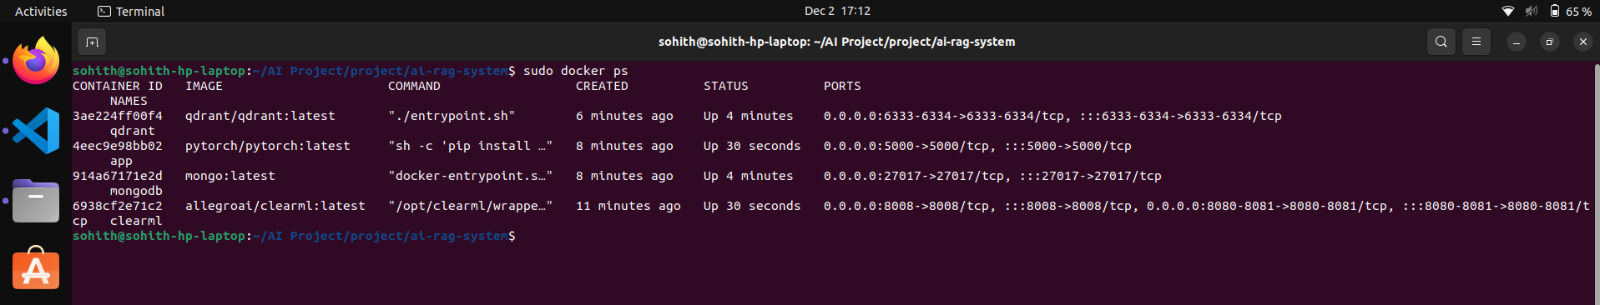 Activities Terminal Dec 2 17:12 65 %
sohith@sohith-hp-laptop: ~/AI Project/project/ai-rag-system
sohith@sohith-hp-laptop:~/AI Project/project/ai-rag-system$ sudo docker ps
CONTAINER ID   IMAGE                      COMMAND                  CREATED          STATUS          PORTS
     NAMES
3ae224ff00f4   qdrant/qdrant:latest       "./entrypoint.sh"        6 minutes ago    Up 4 minutes    0.0.0.0:6333-6334->6333-6334/tcp, :::6333-6334->6333-6334/tcp
     qdrant
4eec9e98bb02   pytorch/pytorch:latest     "sh -c 'pip install …"   8 minutes ago    Up 30 seconds   0.0.0.0:5000->5000/tcp, :::5000->5000/tcp
     app
914a67171e2d   mongo:latest               "docker-entrypoint.s…"   8 minutes ago    Up 4 minutes    0.0.0.0:27017->27017/tcp, :::27017->27017/tcp
     mongodb
6938cf2e71c2   allegroai/clearml:latest   "/opt/clearml/wrappe…"   11 minutes ago   Up 30 seconds   0.0.0.0:8008->8008/tcp, :::8008->8008/tcp, 0.0.0.0:8080-8081->8080-8081/tcp, :::8080-8081->8080-8081/t
cp   clearml
sohith@sohith-hp-laptop:~/AI Project/project/ai-rag-system$